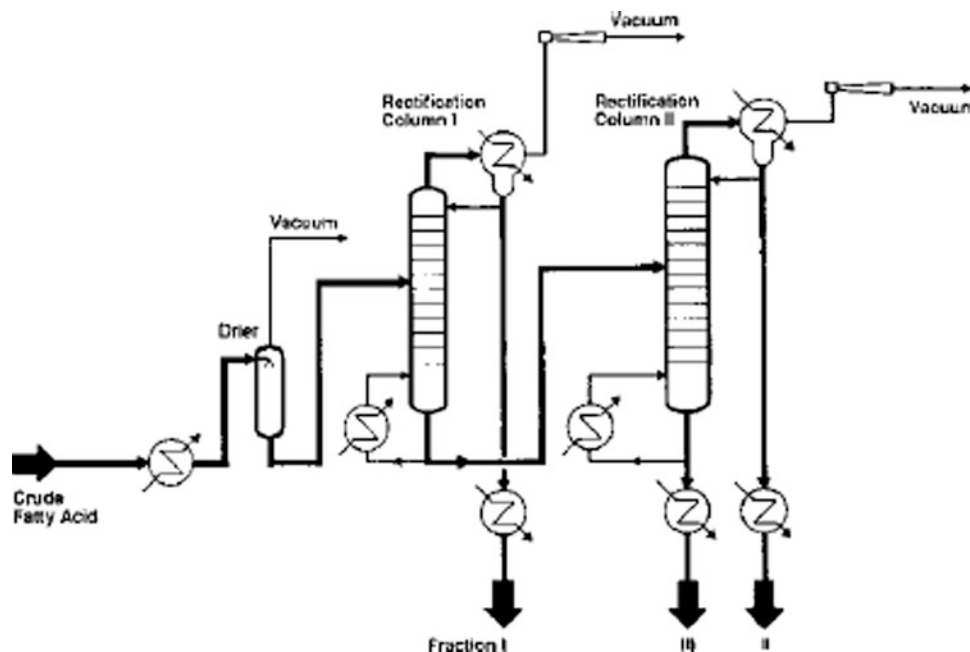 Vacuum
Rectification
Column I
Rectification
Column II
Vacuum
Vacuum
Drier
Crude
Fatty Acid
Fraction I
III
II